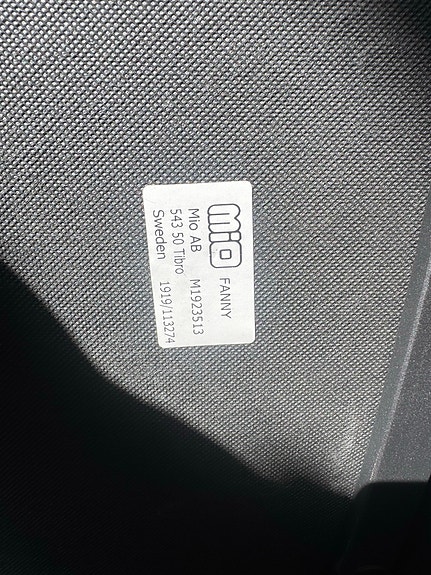 mio FANNY
Mio AB M1923513
543 50 Tibro
Sweden 1919/113274